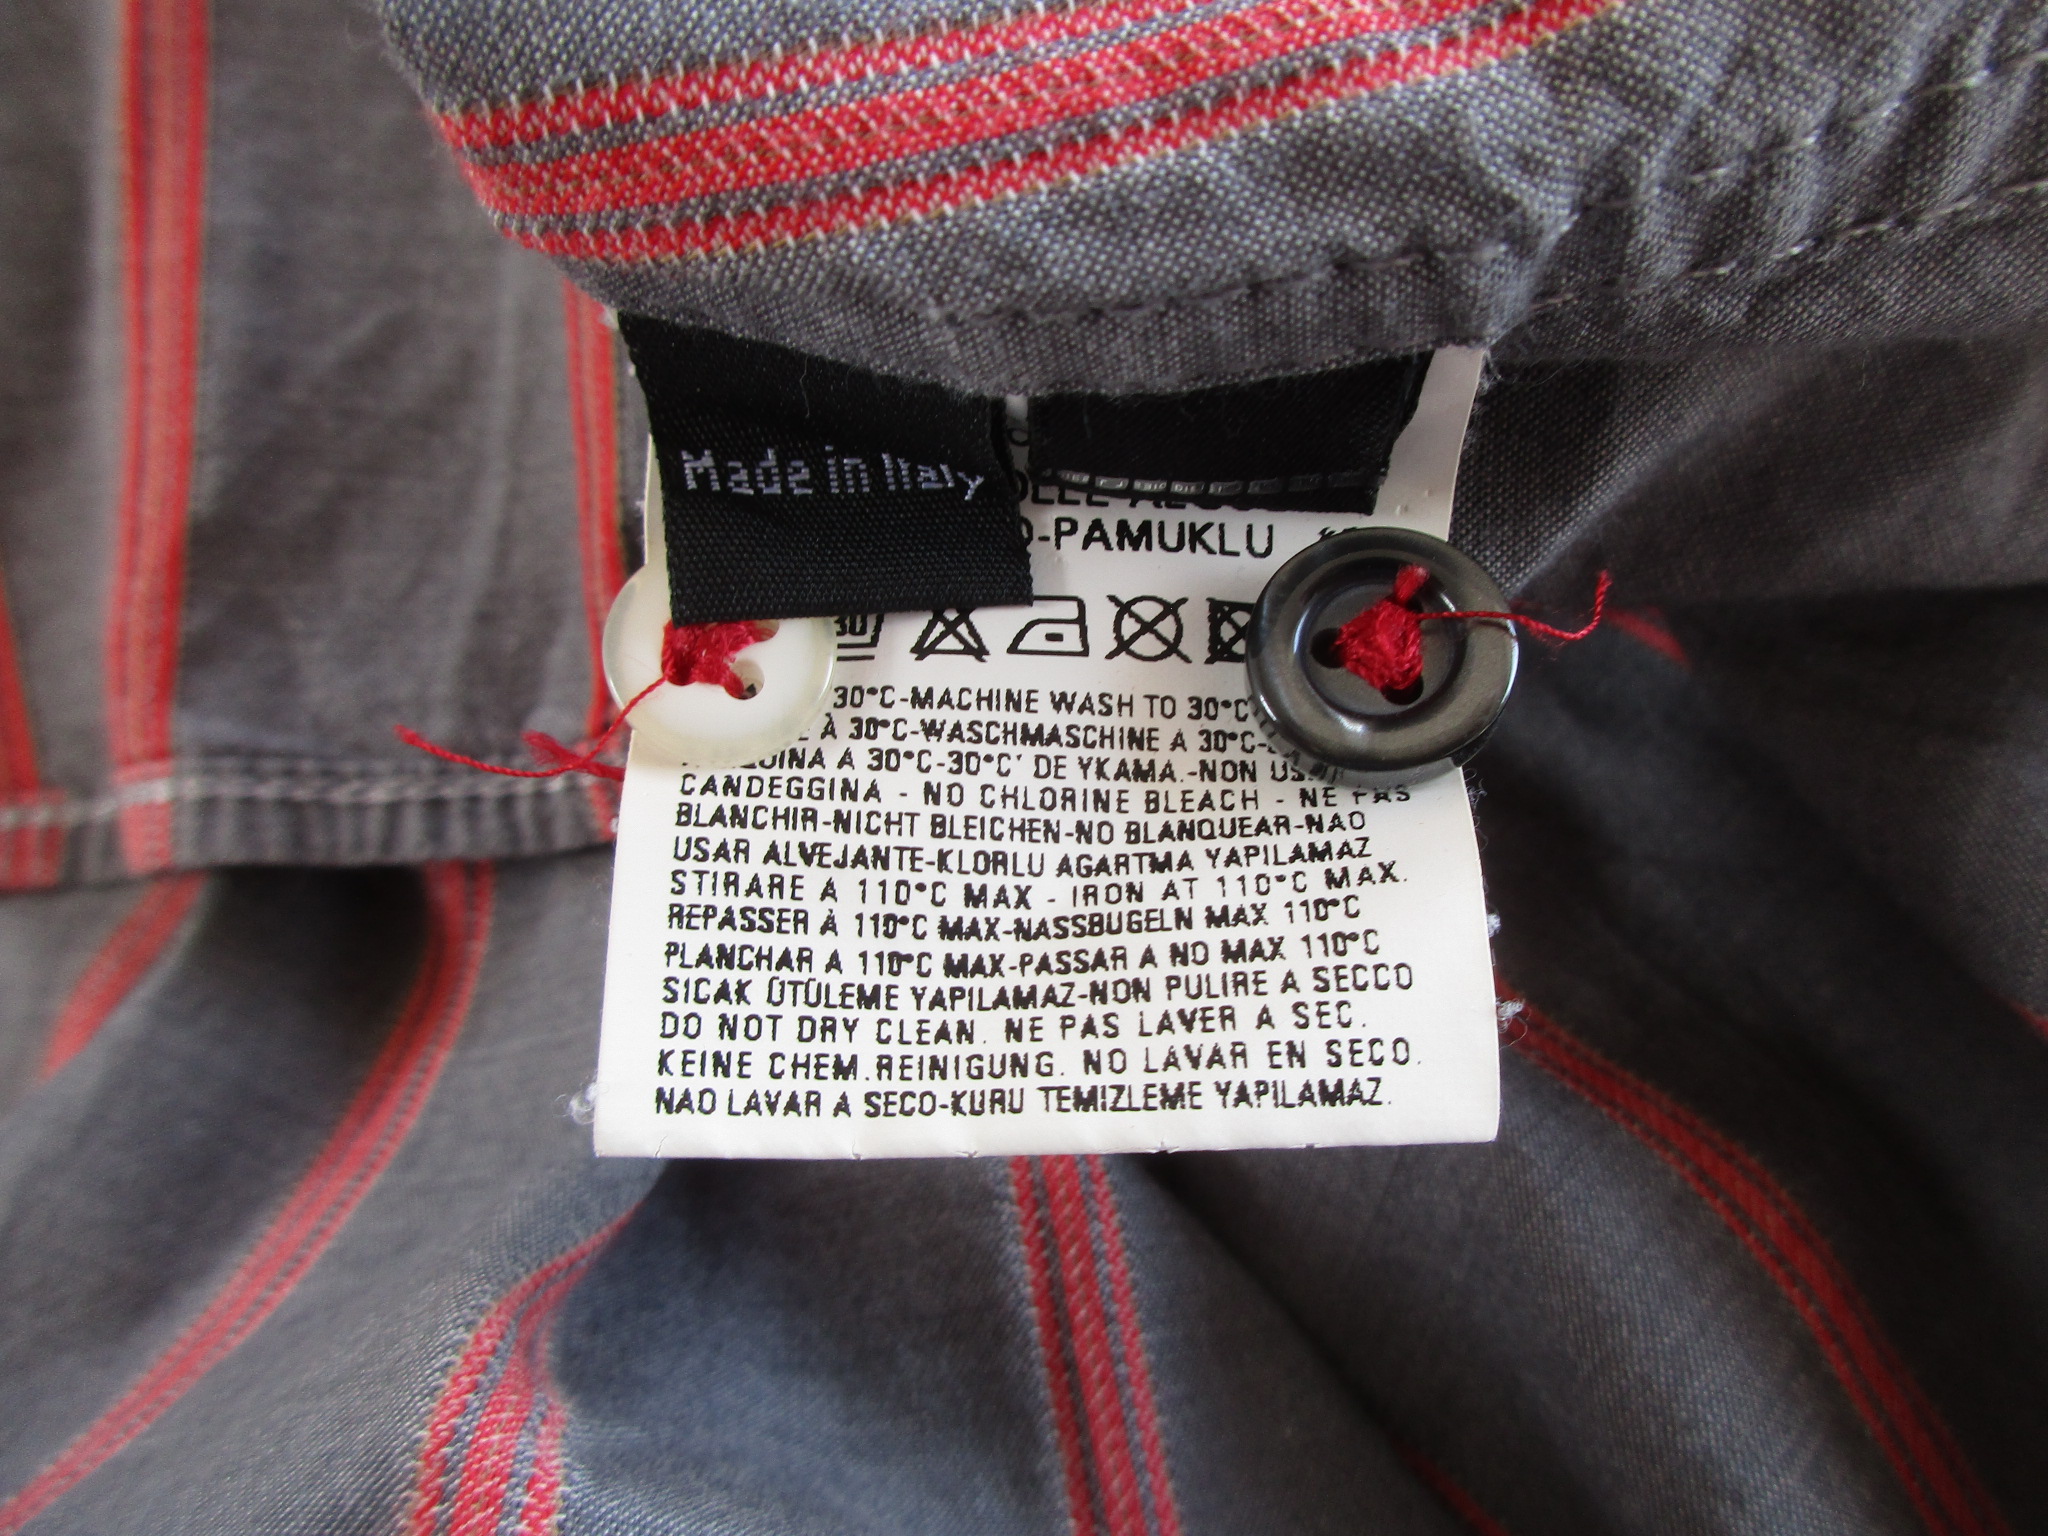 Made in Italy
-PAMUKLU
30
30°C-MACHINE WASH TO 30°C
À 30°C-WASCHMASCHINE A 30°C-
A 30°C-30°C' DE YKAMA.-NON
CANDEGGINA - NO CHLORINE BLEACH - NE PAS
BLANCHIR-NICHT BLEICHEN-NO BLANQUEAR-NAO
USAR ALVEJANTE-KLORLU AGARTMA YAPILAMAZ
STIRARE A 110°C MAX - IRON AT 110°C MAX.
REPASSER À 110°C MAX-NASSBUGELN MAX 110°C
PLANCHAR A 110°C MAX-PASSAR A NO MAX 110°C
SICAK ÜTÜLEME YAPILAMAZ-NON PULIRE A SECCO
DO NOT DRY CLEAN. NE PAS LAVER A SEC.
KEINE CHEM.REINIGUNG. NO LAVAR EN SECO.
NAO LAVAR A SECO-KURU TEMIZLEME YAPILAMAZ.